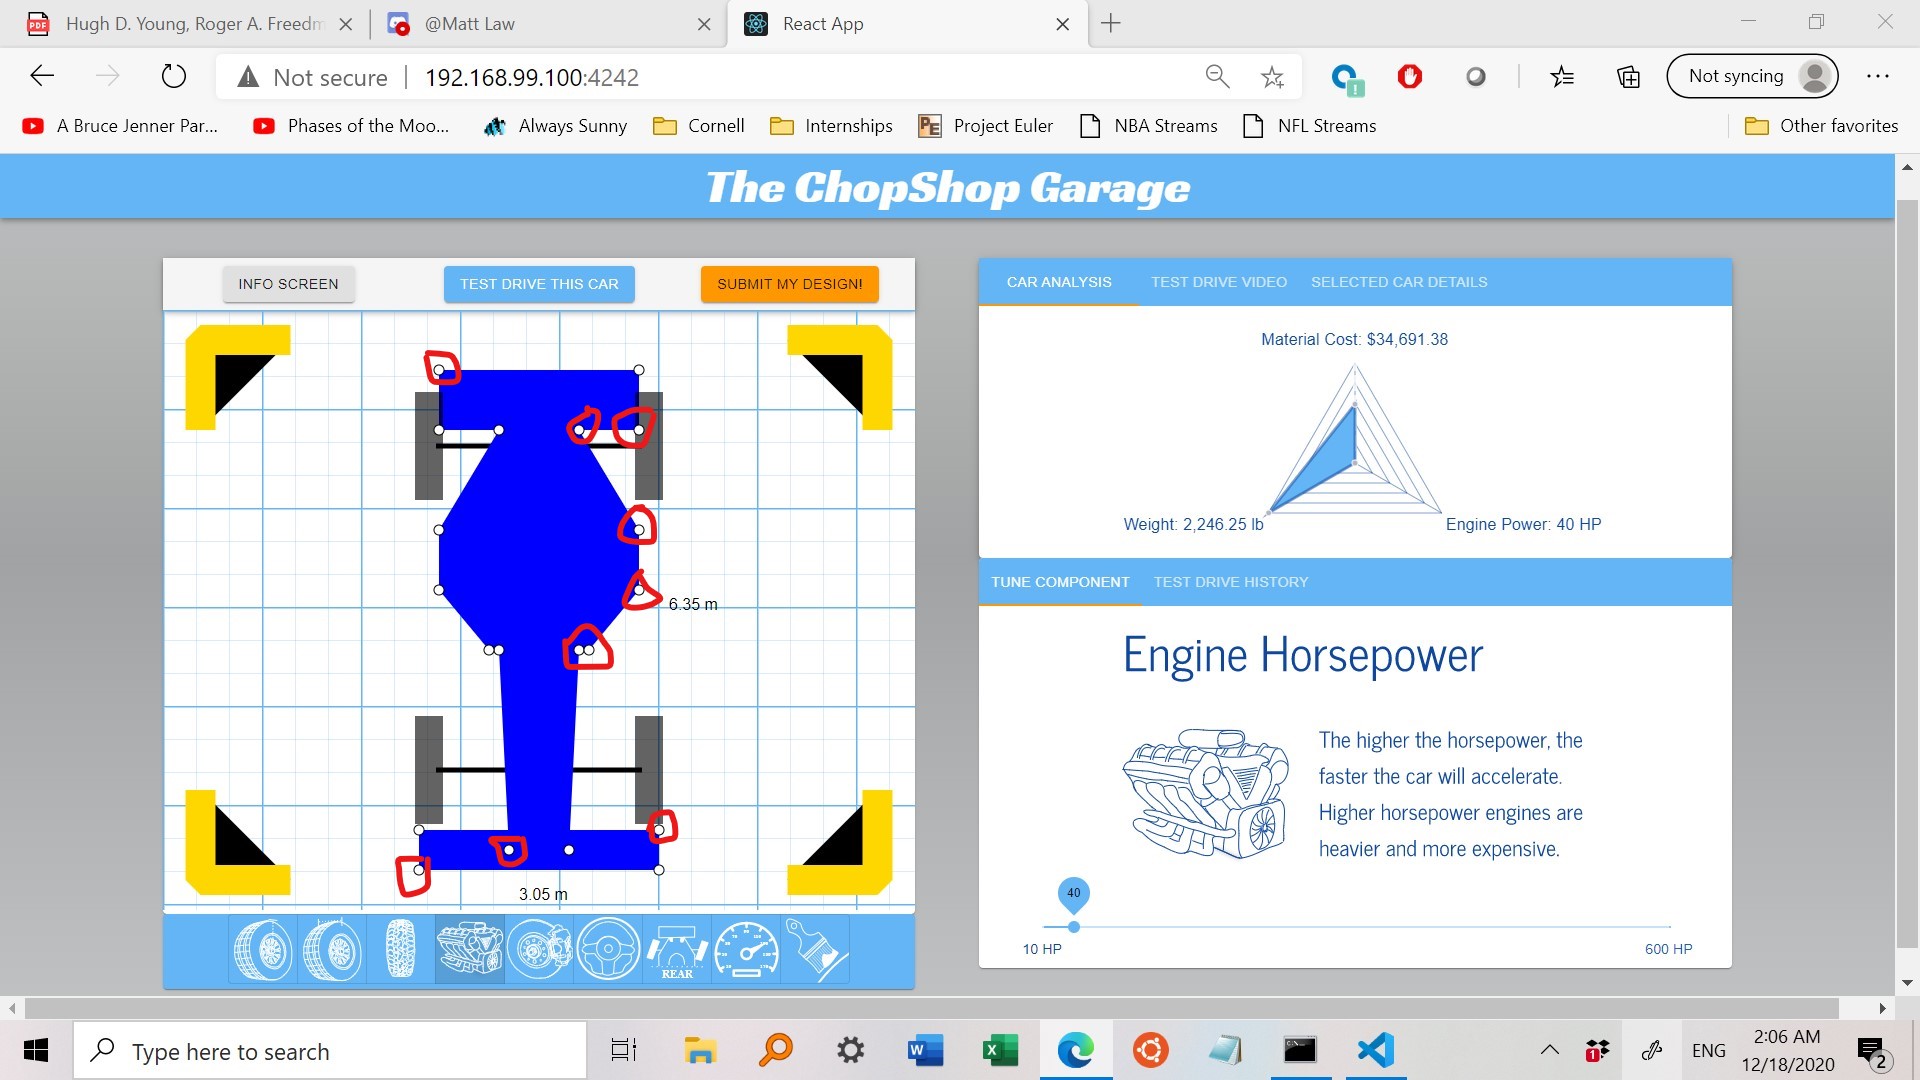 Hugh D. Young, Roger A. Freedm
@Matt Law
React App
Not secure
192.168.99.100:4242
Not syncing
A Bruce Jenner Par...
Phases of the Moo...
Always Sunny
Cornell
Internships
Project Euler
NBA Streams
NFL Streams
Other favorites
The ChopShop Garage
INFO SCREEN
TEST DRIVE THIS CAR
SUBMIT MY DESIGN!
CAR ANALYSIS
TEST DRIVE VIDEO
SELECTED CAR DETAILS
Material Cost: $34,691.38
Weight: 2,246.25 lb
Engine Power: 40 HP
TUNE COMPONENT
TEST DRIVE HISTORY
6.35 m
3.05 m
Engine Horsepower
The higher the horsepower, the
faster the car will accelerate.
Higher horsepower engines are
heavier and more expensive.
40
10 HP
600 HP
REAR
Type here to search
ENG
2:06 AM
12/18/2020
2